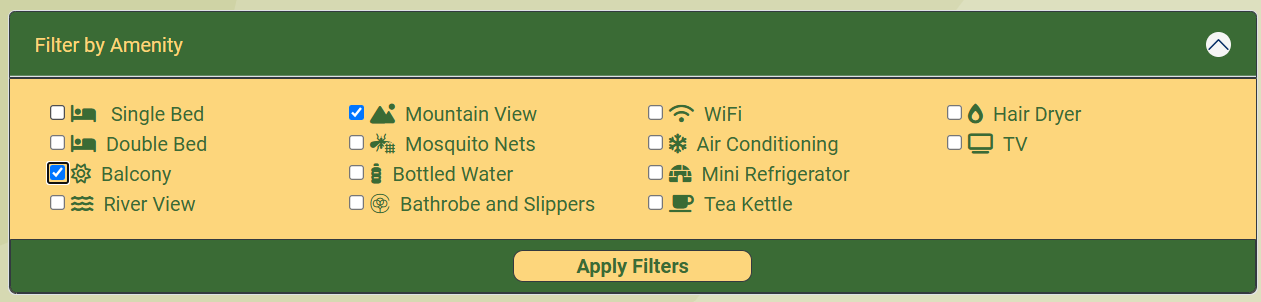 Filter by Amenity
Single Bed
Double Bed
Balcony
River View
Mountain View
Mosquito Nets
Bottled Water
Bathrobe and Slippers
WiFi
Air Conditioning
Mini Refrigerator
Tea Kettle
Hair Dryer
TV
Apply Filters